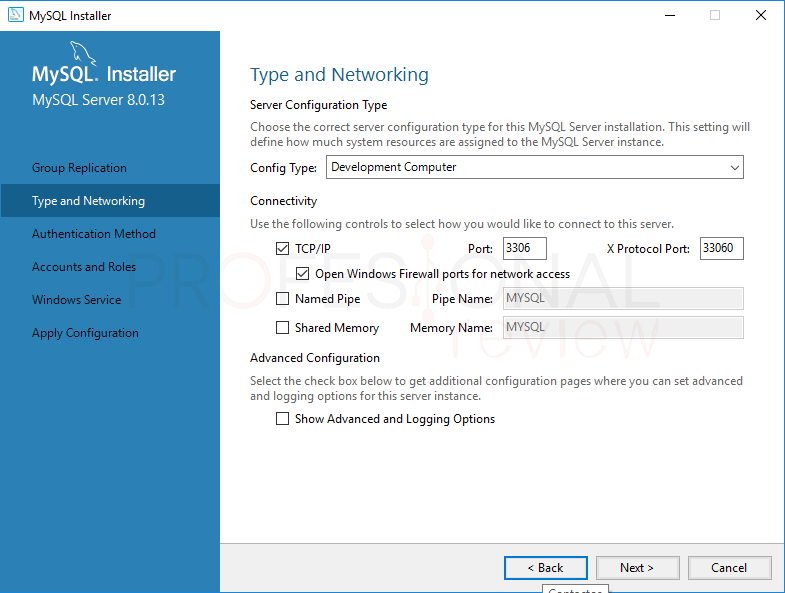 MySQL Installer
MySQL. Installer
MySQL Server 8.0.13
Group Replication
Type and Networking
Authentication Method
Accounts and Roles
Windows Service
Apply Configuration
Type and Networking
Server Configuration Type
Choose the correct server configuration type for this MySQL Server installation. This setting will
define how much system resources are assigned to the MySQL Server instance.
Config Type: Development Computer
Connectivity
Use the following controls to select how you would like to connect to this server.
TCP/IP Port: 3306 X Protocol Port: 33060
Open Windows Firewall ports for network access
Named Pipe Pipe Name: MYSQL
Shared Memory Memory Name: MYSQL
PROFESIONAL
review
Advanced Configuration
Select the check box below to get additional configuration pages where you can set advanced
and logging options for this server instance.
Show Advanced and Logging Options
< Back Next > Cancel